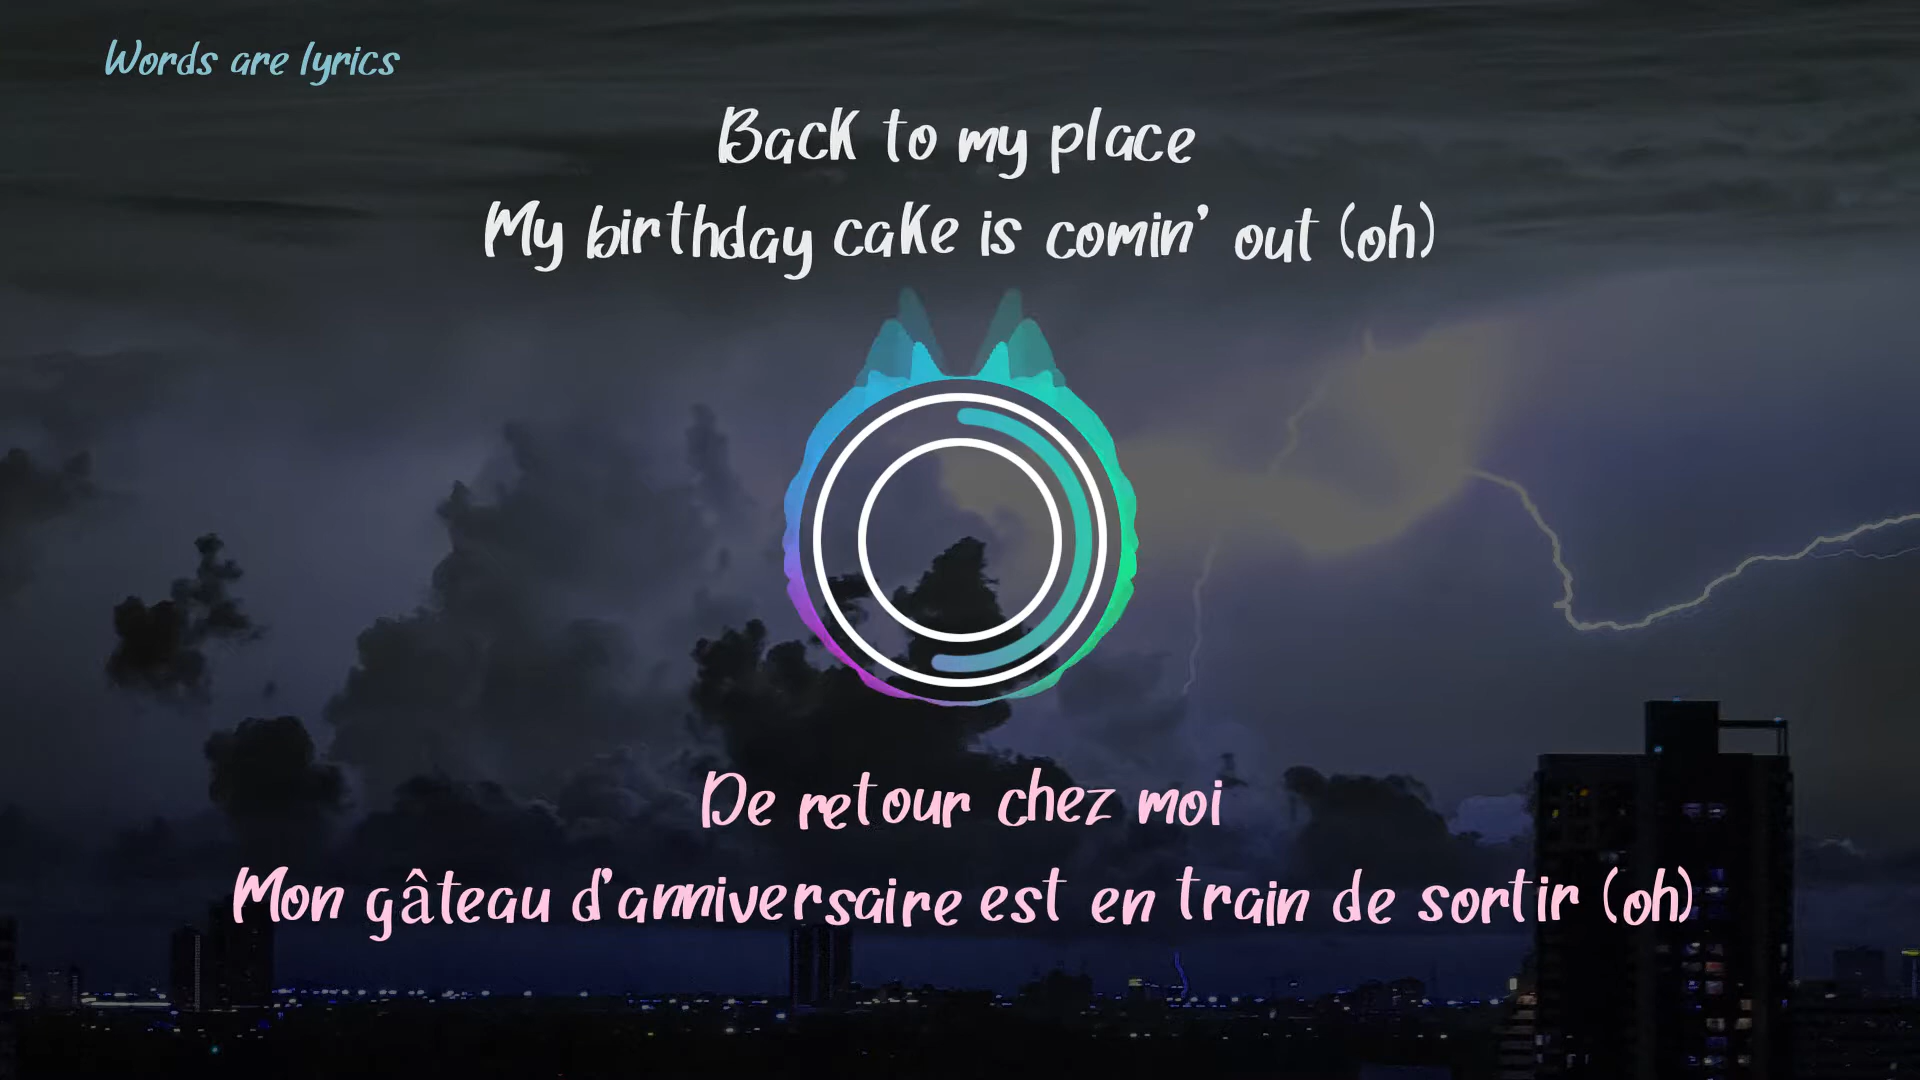 Words are lyrics
Back to my place
My birthday cake is comin' out (oh)
De retour chez moi
Mon gâteau d'anniversaire est en train de sortir (oh)